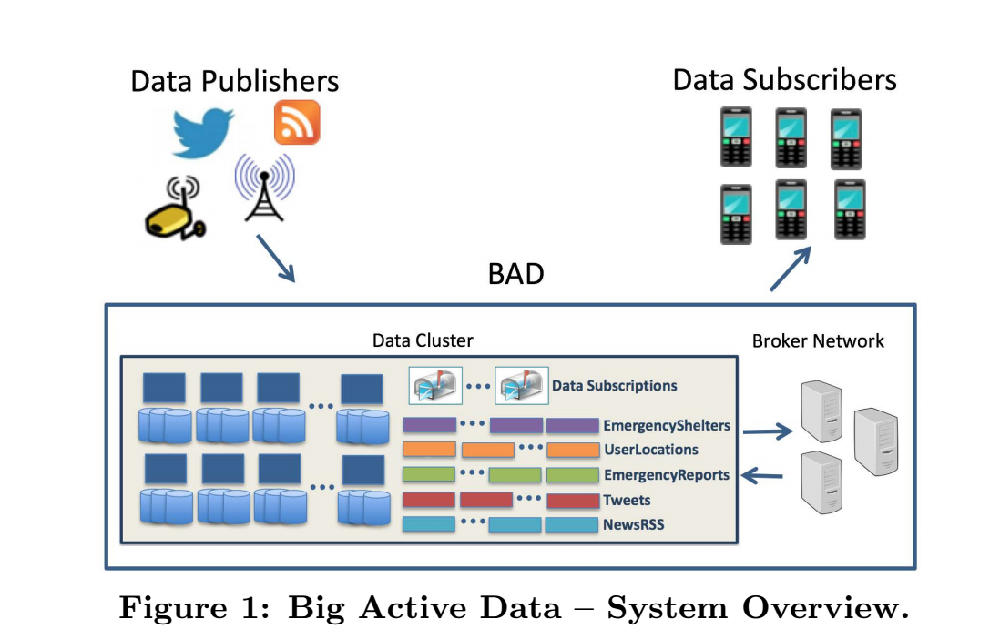 Data Publishers
Data Subscribers
BAD
Data Cluster
Broker Network
Data Subscriptions
EmergencyShelters
UserLocations
EmergencyReports
Tweets
NewsRSS
Figure 1: Big Active Data – System Overview.